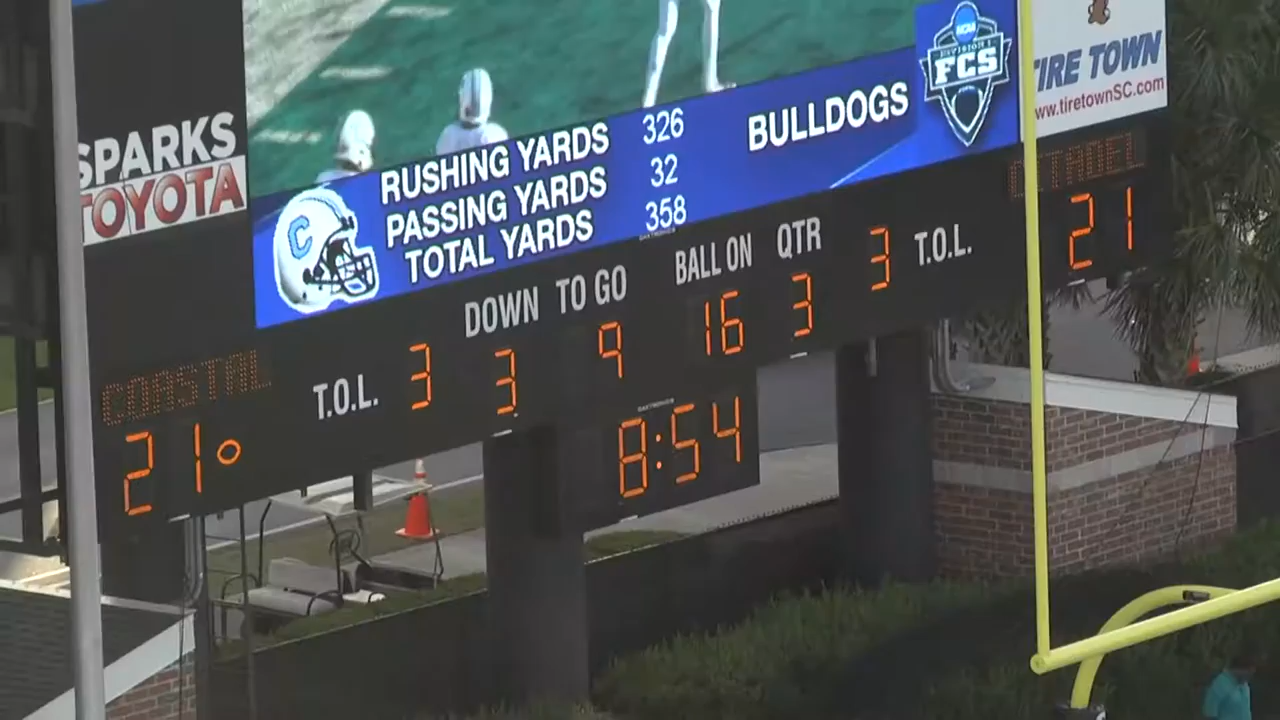 SPARKS
TOYOTA
RUSHING YARDS 326
PASSING YARDS 32
TOTAL YARDS 358
BULLDOGS
C
NCAA
DIVISION I
FCS
TIRE TOWN
www.tiretownSC.com
COASTAL
21
T.O.L. 3
DOWN 3
TO GO 9
BALL ON 16
QTR 3
3 T.O.L.
CITADEL
21
8:54
DAKTRONICS
DAKTRONICS